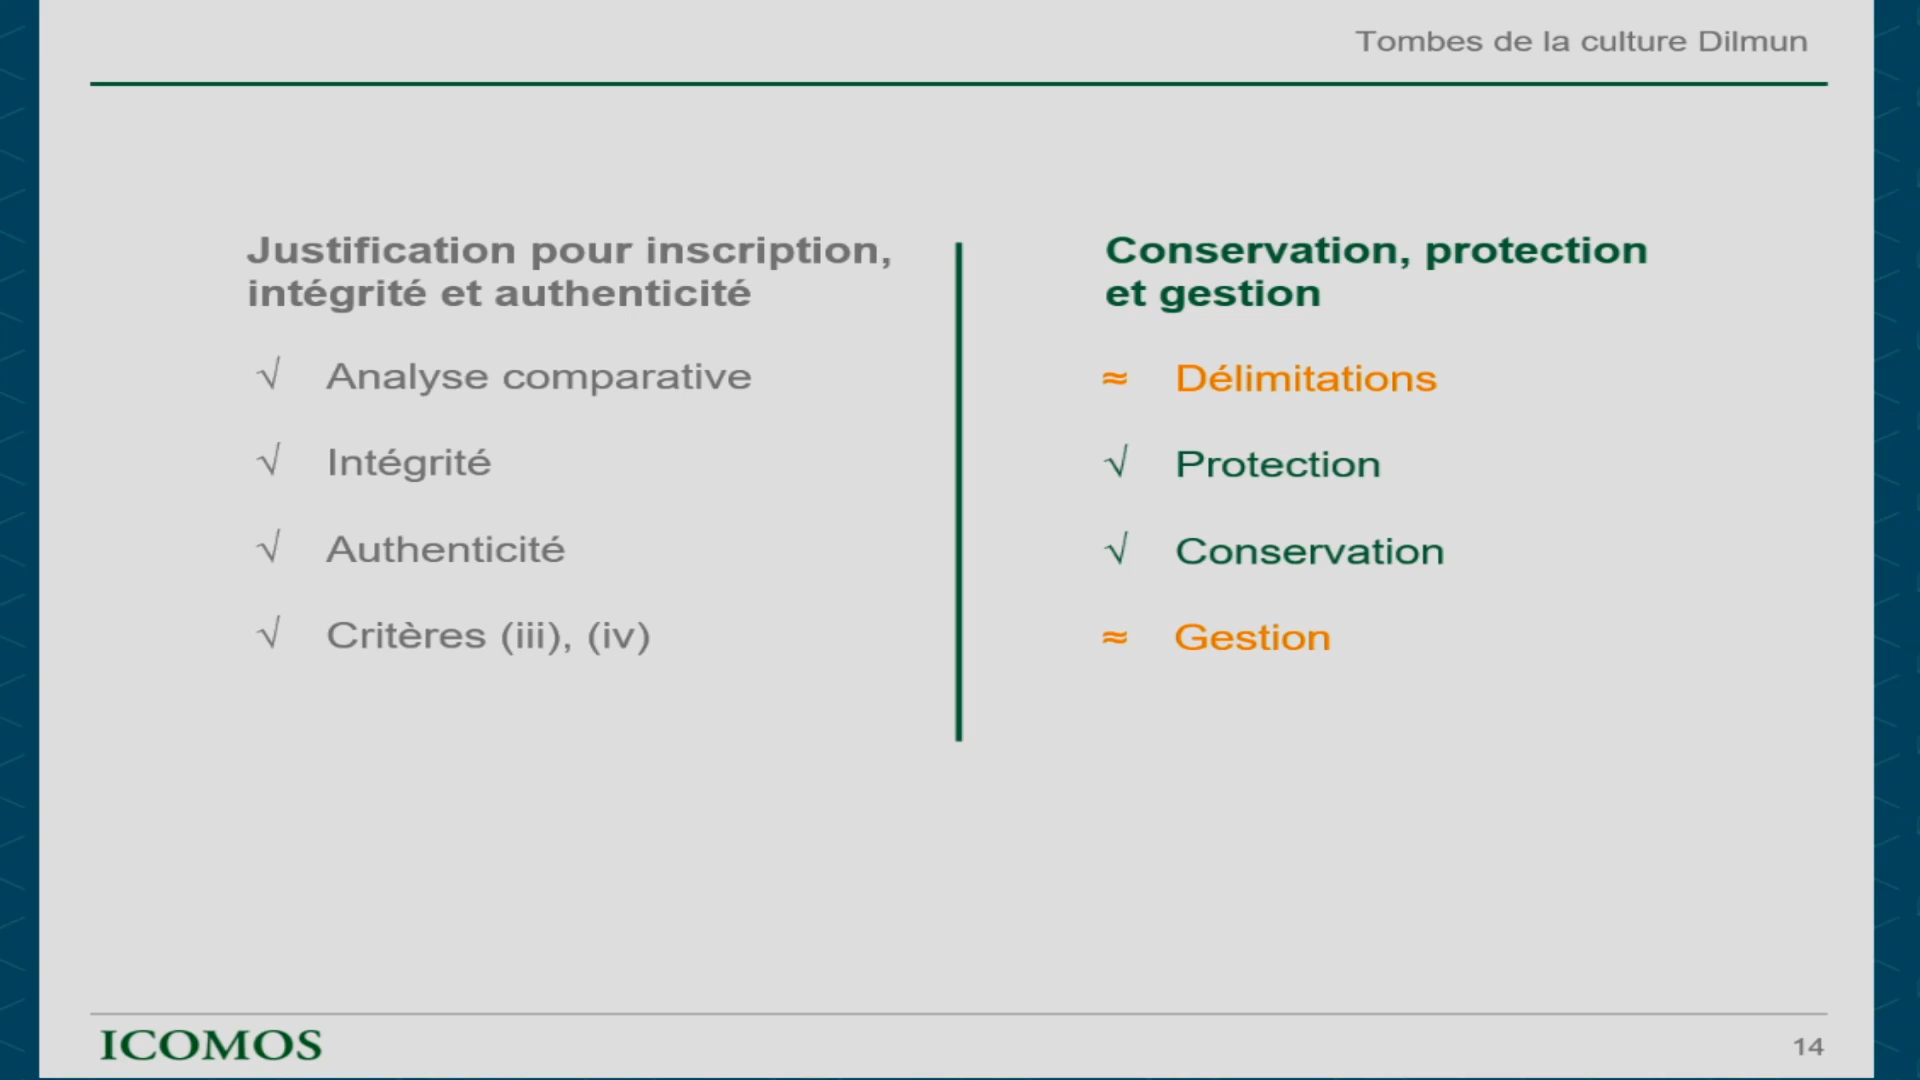 Tombes de la culture Dilmun
Justification pour inscription,
intégrité et authenticité
√ Analyse comparative
√ Intégrité
√ Authenticité
√ Critères (iii), (iv)
Conservation, protection
et gestion
≈ Délimitations
√ Protection
√ Conservation
≈ Gestion
ICOMOS
14